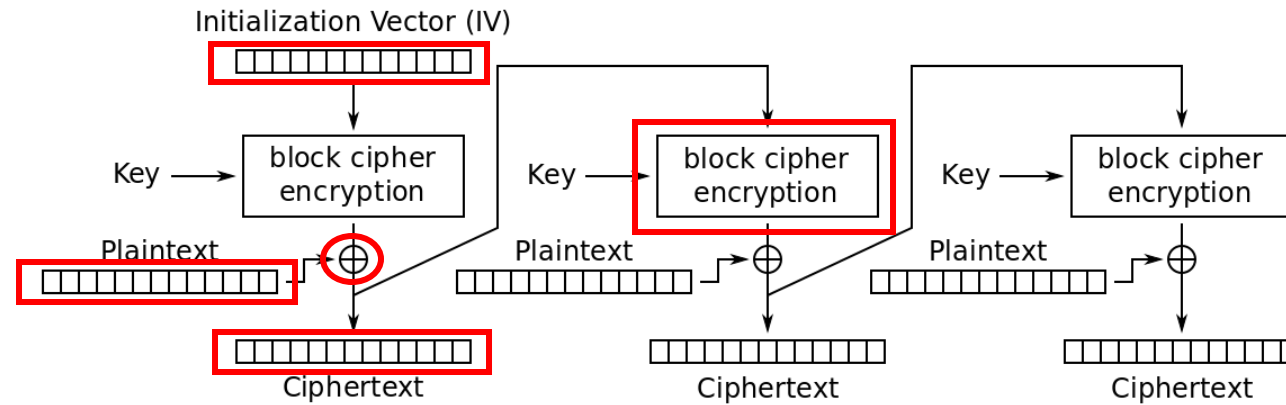 Initialization Vector (IV)
Key
block cipher
encryption
Key
block cipher
encryption
Key
block cipher
encryption
Plaintext
Plaintext
Plaintext
Ciphertext
Ciphertext
Ciphertext